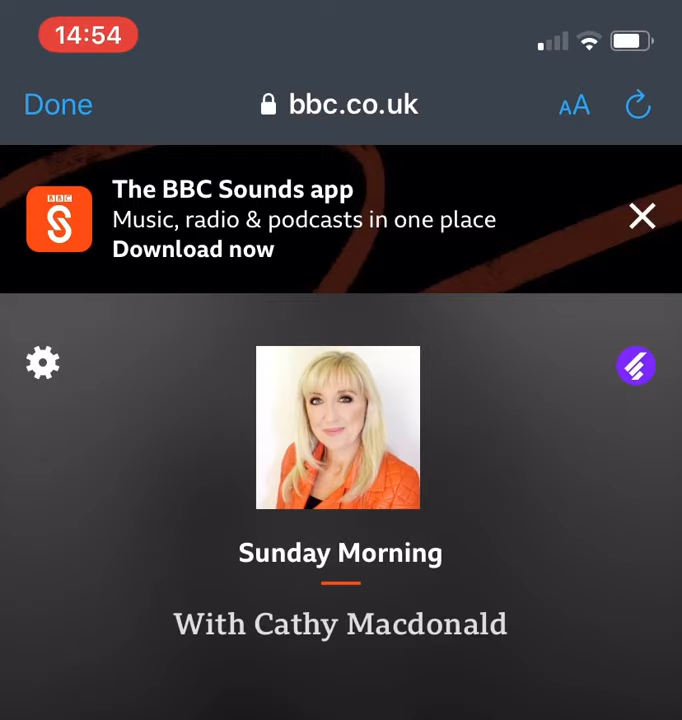 14:54
Done
bbc.co.uk
AA
BBC
S
The BBC Sounds app
Music, radio & podcasts in one place
Download now
Sunday Morning
With Cathy Macdonald